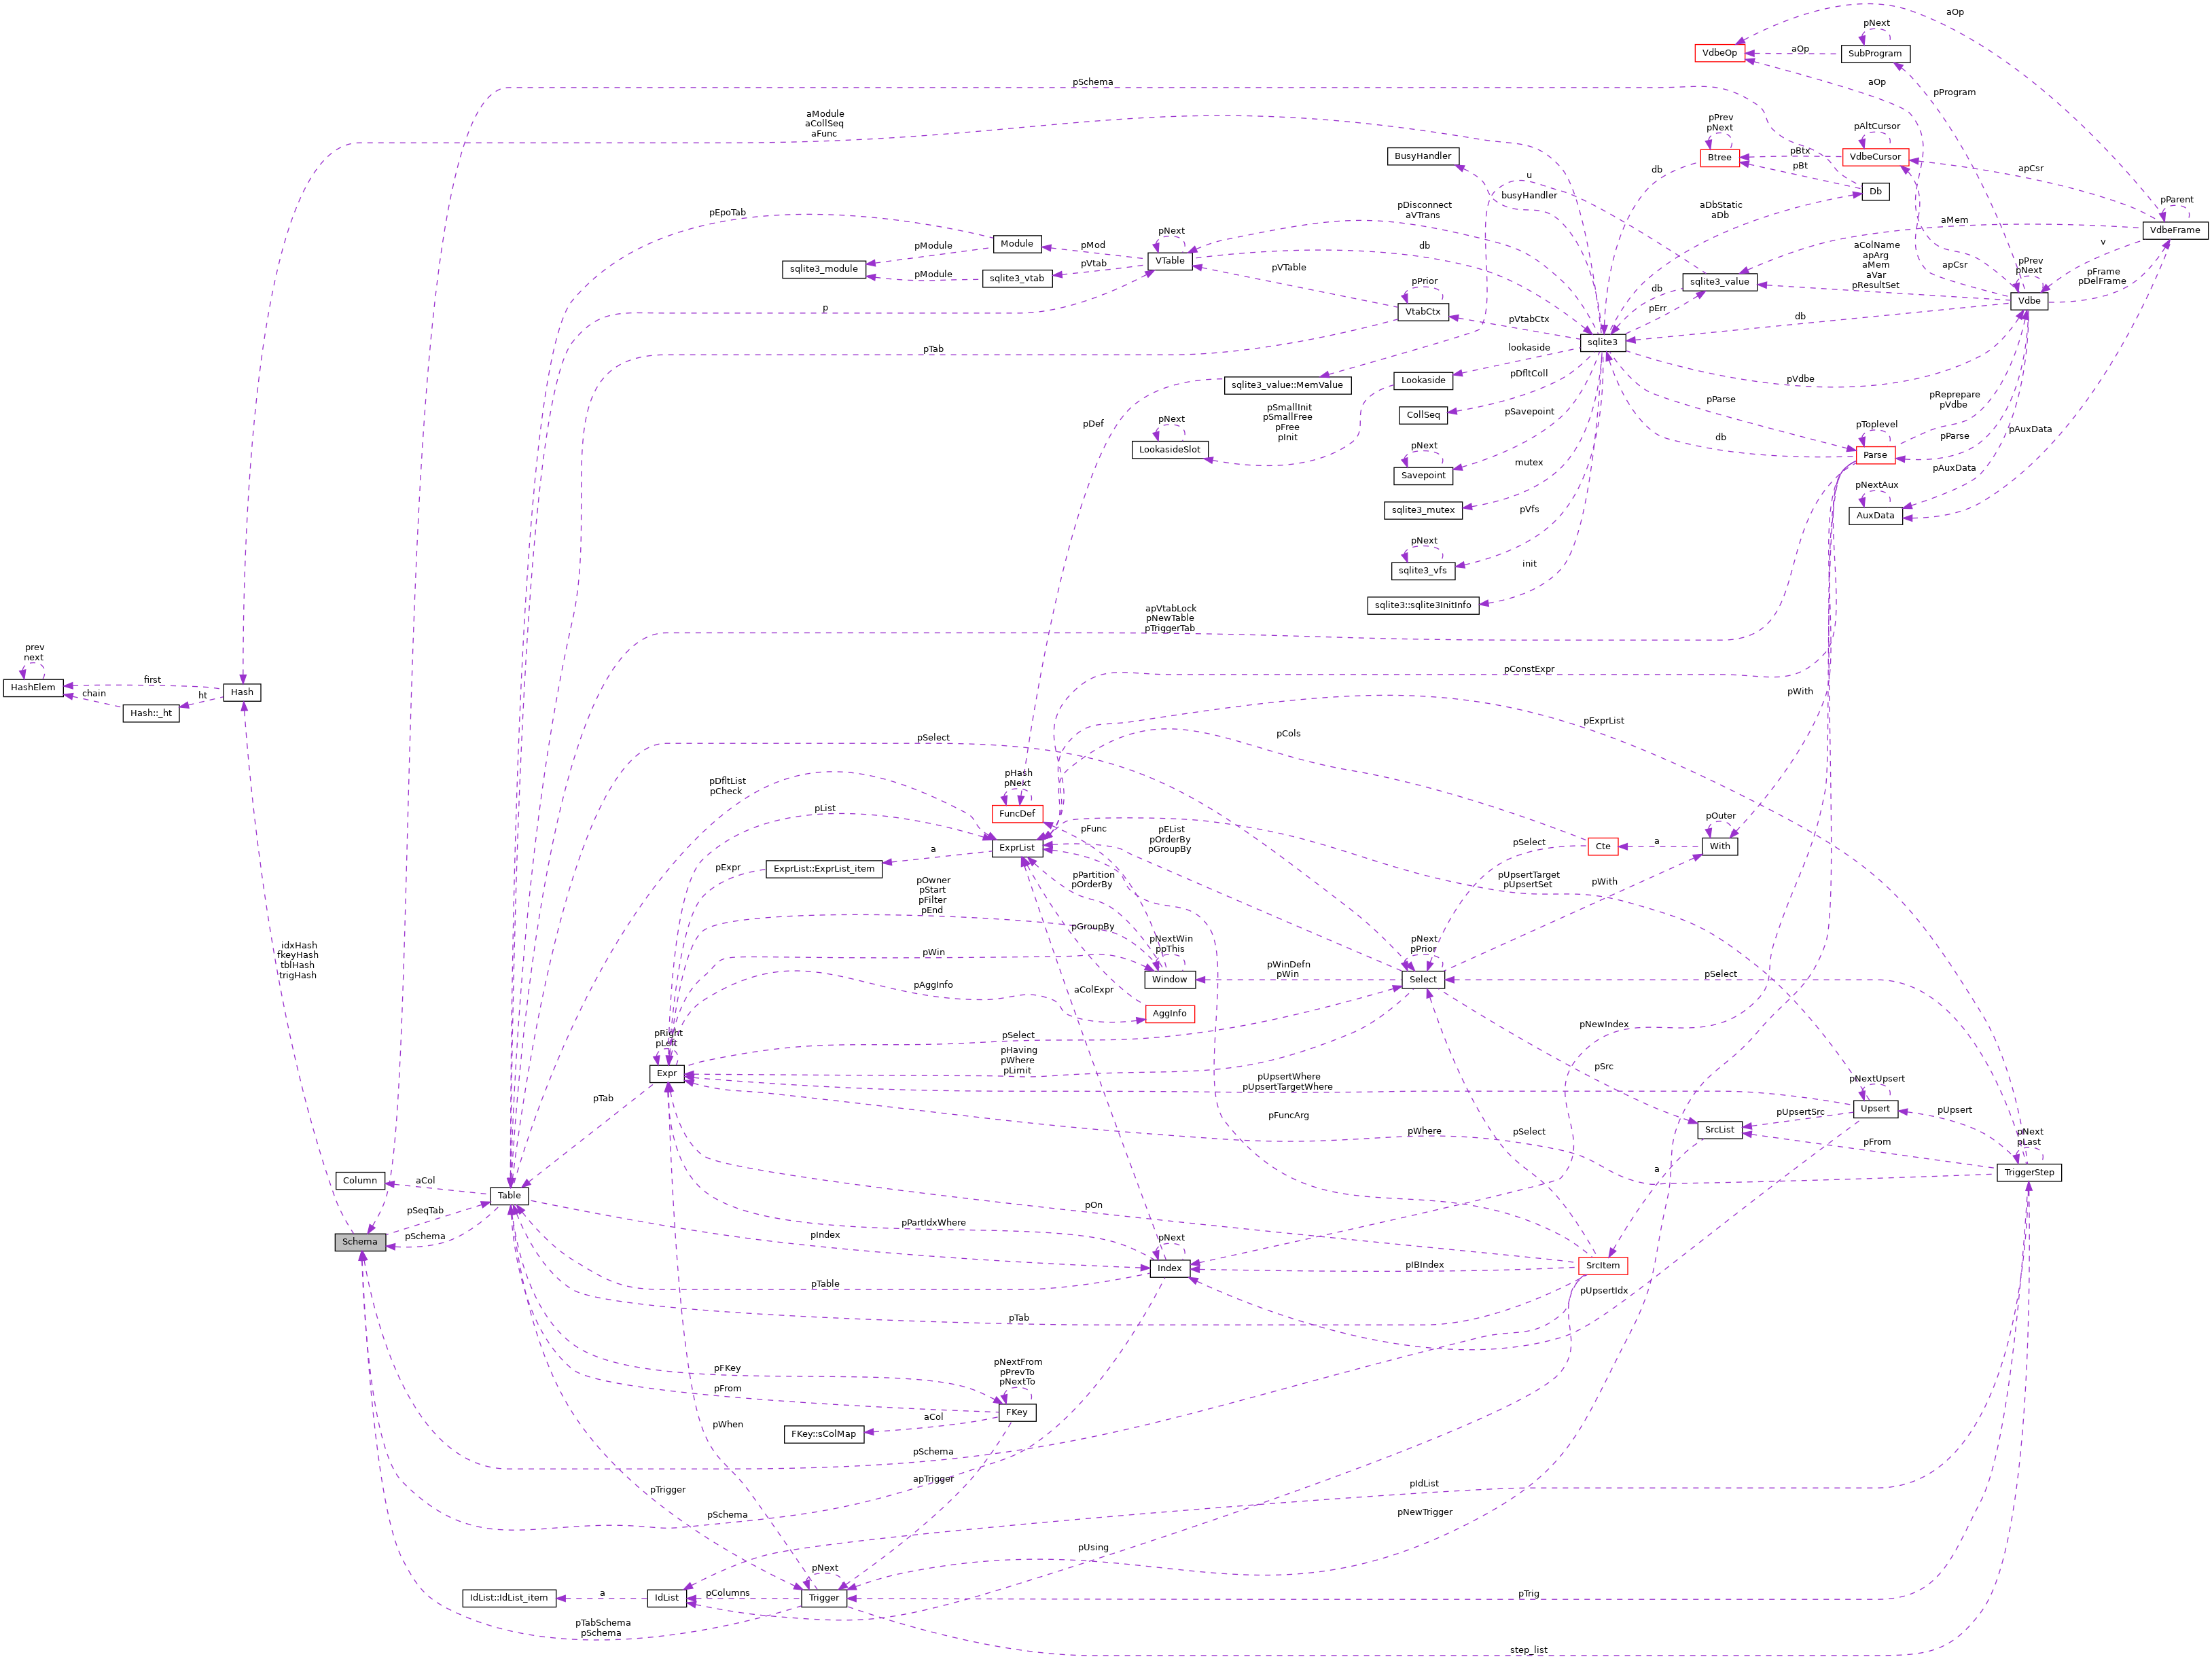 aOp
pNext
VdbeOp
aOp
SubProgram
pSchema
aOp
pProgram
aModule
aCollSeq
aFunc
pPrev
pNext
pAltCursor
BusyHandler
Btree
pBtx
VdbeCursor
pBt
db
apCsr
u
Db
busyHandler
pParent
pDisconnect
aVTrans
aDbStatic
aDb
pEpoTab
aMem
VdbeFrame
pNext
Module
pMod
pModule
db
v
aColName
apArg
aMem
aVar
pResultSet
VTable
pVtab
sqlite3_module
pModule
sqlite3_vtab
pVTable
apCsr
pPrev
pNext
pFrame
pDelFrame
sqlite3_value
pPrior
db
pErr
Vdbe
p
VtabCtx
pVtabCtx
db
sqlite3
pTab
lookaside
pDfltColl
Lookaside
sqlite3_value::MemValue
pVdbe
pSmallInit
pSmallFree
pFree
pInit
CollSeq
pSavepoint
pParse
pReprepare
pVdbe
pDef
pNext
pToplevel
pParse
pAuxData
LookasideSlot
pNext
db
Parse
Savepoint
mutex
pAuxData
pNextAux
sqlite3_mutex
pVfs
AuxData
pNext
sqlite3_vfs
init
sqlite3::sqlite3InitInfo
apVtabLock
pNewTable
pTriggerTab
prev
next
pConstExpr
first
HashElem
chain
Hash
ht
pWith
Hash::_ht
pExprList
pSelect
pCols
pHash
pNext
pDfltList
pCheck
pList
FuncDef
pFunc
pEList
pOrderBy
pGroupBy
pOuter
ExprList
a
pSelect
Cte
a
With
pExpr
ExprList::ExprList_item
pPartition
pOrderBy
pUpsertTarget
pUpsertSet
pWith
pOwner
pStart
pFilter
pEnd
pGroupBy
pNextWin
ppThis
pNext
pPrior
idxHash
fkeyHash
tblHash
trigHash
pWin
pWinDefn
pWin
pSelect
Window
Select
pAggInfo
aColExpr
AggInfo
pNewIndex
pRight
pLeft
pSelect
pHaving
pWhere
pLimit
Expr
pSrc
pUpsertWhere
pUpsertTargetWhere
pNextUpsert
pTab
pFuncArg
pUpsertSrc
Upsert
pUpsert
pWhere
pSelect
SrcList
pFrom
pNext
pLast
a
TriggerStep
Column
aCol
Table
pSeqTab
pOn
pPartIdxWhere
Schema
pSchema
pIndex
pNext
Index
pIBIndex
SrcItem
pTable
pUpsertIdx
pTab
pNextFrom
pPrevTo
pNextTo
pFKey
pFrom
FKey
aCol
pWhen
FKey::sColMap
pSchema
apTrigger
pTrigger
pIdList
pSchema
pNewTrigger
pUsing
pNext
IdList::IdList_item
a
IdList
pColumns
Trigger
pTrig
pTabSchema
pSchema
step_list